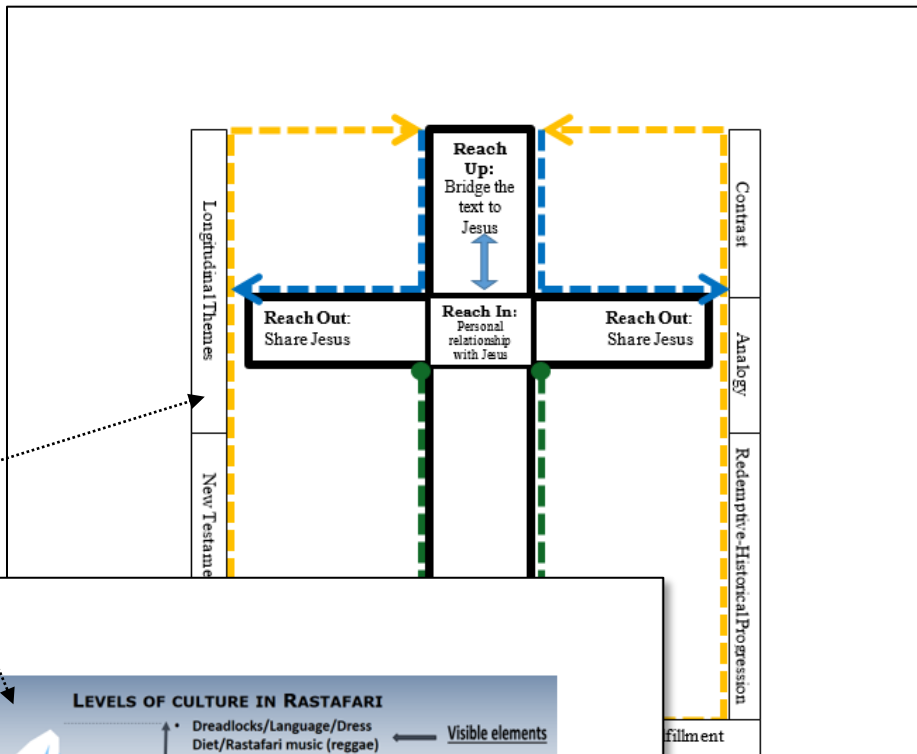 Reach
Up:
Bridge the
text to
Jesus
Longitudinal Themes
Contrast
Reach Out:
Share Jesus
Reach In:
Personal
relationship
with Jesus
Reach Out:
Share Jesus
Analogy
New Testame
Redemptive-Historical Progression
fillment
LEVELS OF CULTURE IN RASTAFARI
• Dreadlocks/Language/Dress
Diet/Rastafari music (reggae)
Visible elements